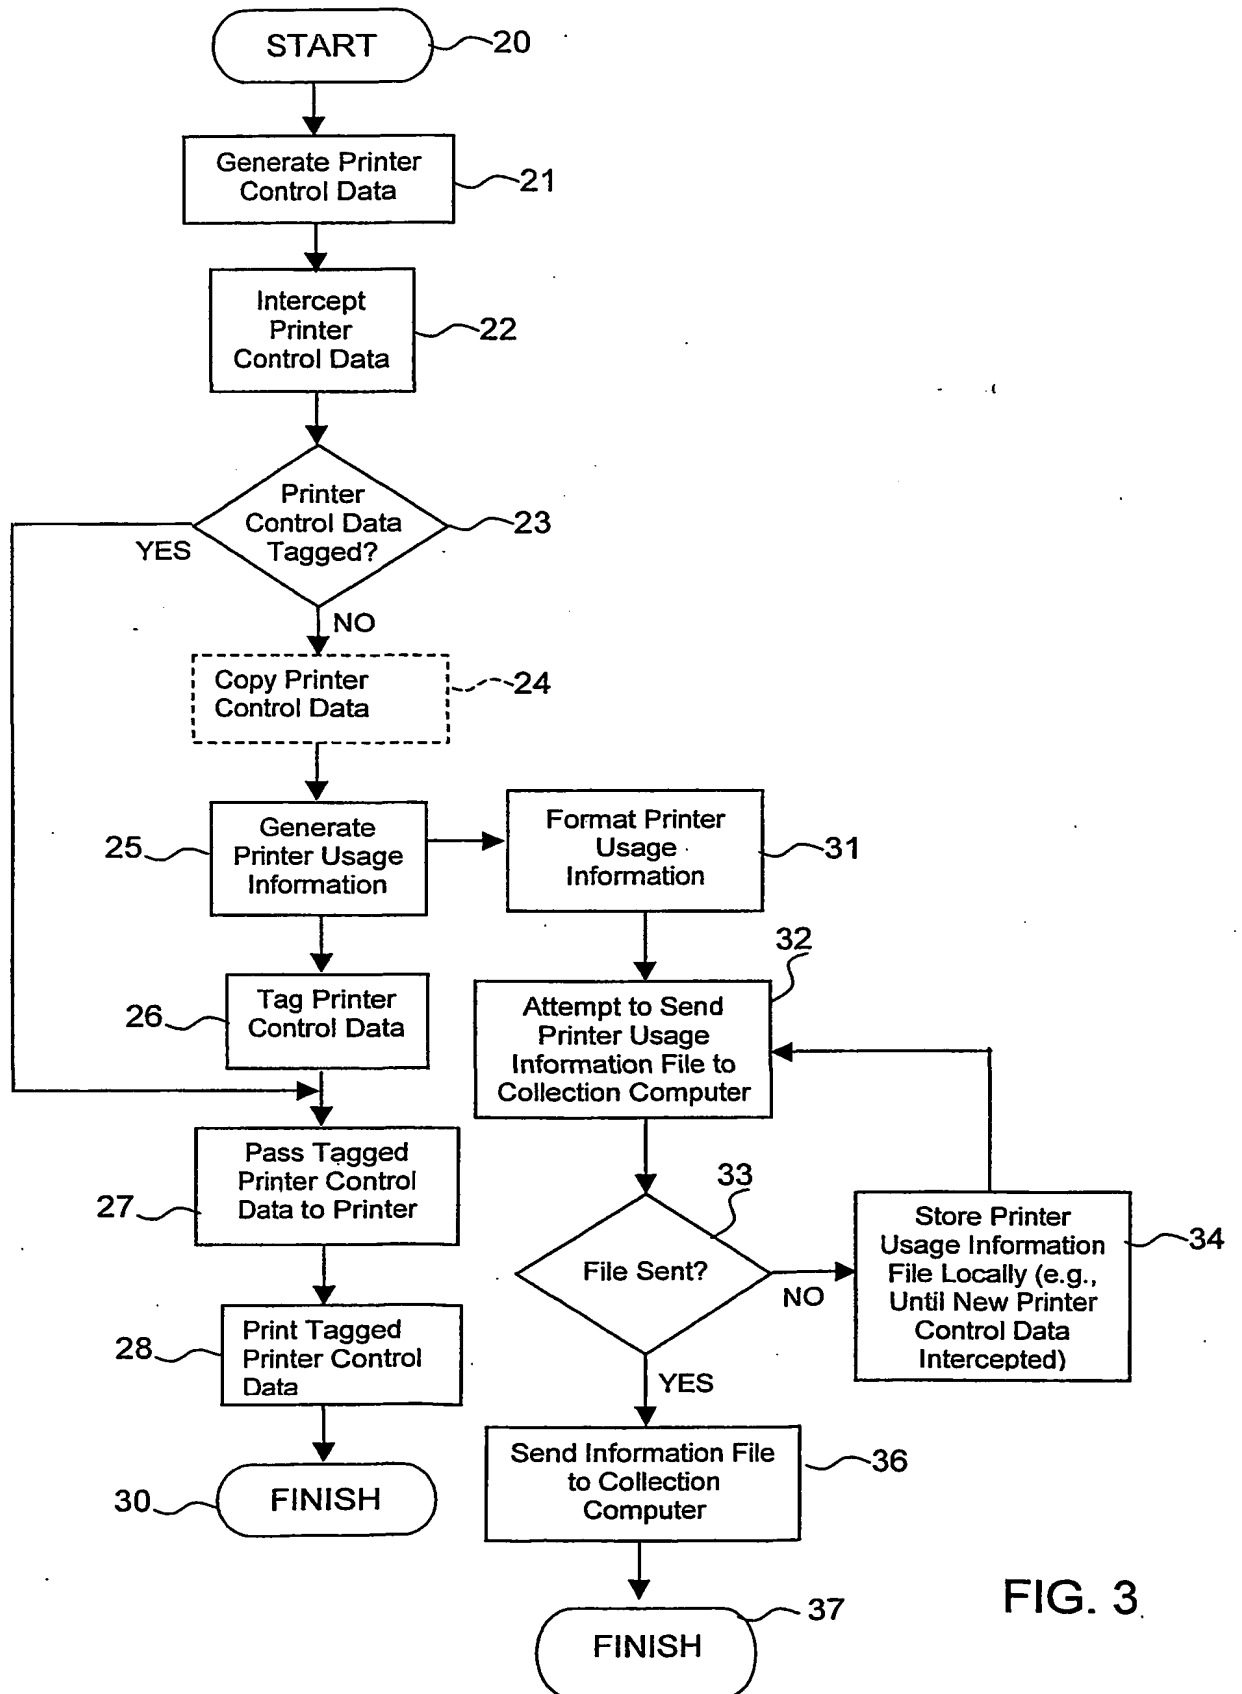 START
20
Generate Printer
Control Data
21
Intercept
Printer
Control Data
22
Printer
Control Data
Tagged?
23
YES
NO
Copy Printer
Control Data
24
25
Generate
Printer Usage
Information
Format Printer
Usage
Information
31
26
Tag Printer
Control Data
32
Attempt to Send
Printer Usage
Information File to
Collection Computer
27
Pass Tagged
Printer Control
Data to Printer
33
File Sent?
NO
YES
Store Printer
Usage Information
File Locally (e.g.,
Until New Printer
Control Data
Intercepted)
34
28
Print Tagged
Printer Control
Data
Send Information File
to Collection
Computer
36
30
FINISH
FINISH
37
FIG. 3